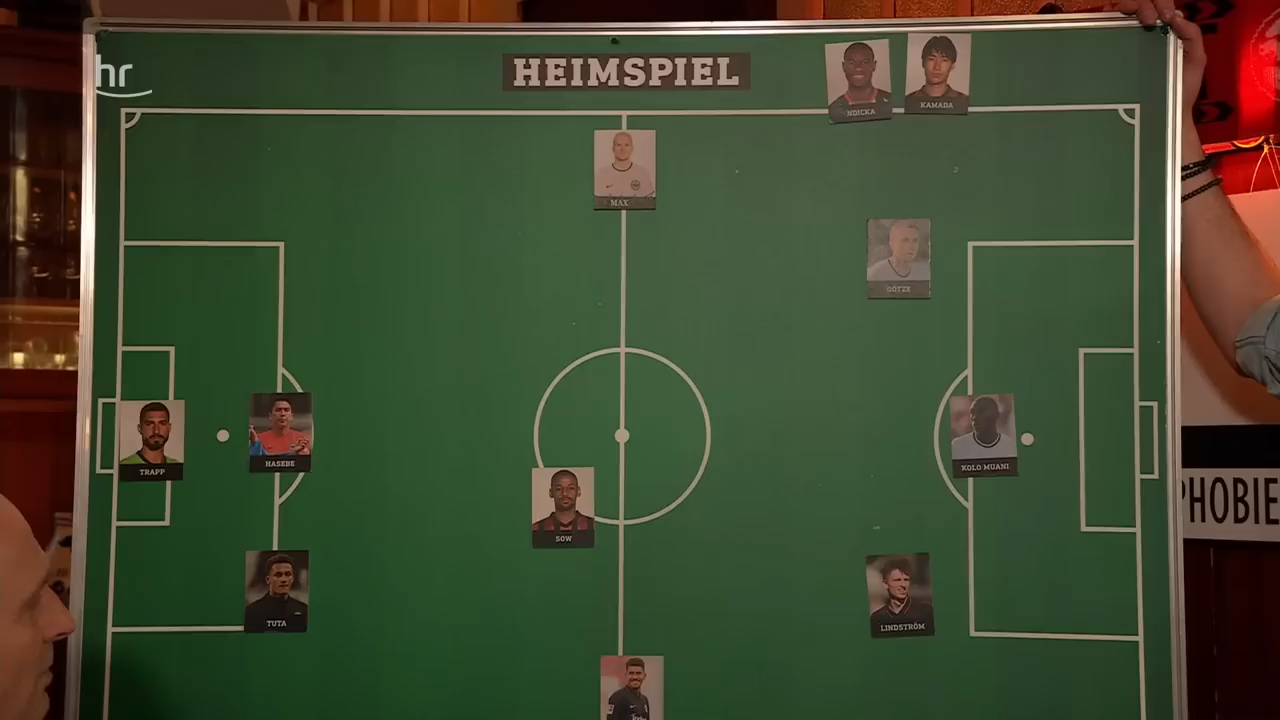 hr
HEIMSPIEL
NDICKA
KAMADA
MAX
GÖTZE
TRAPP
HASEBE
KOLO MUANI
SOW
TUTA
LINDSTRÖM
PHOBIE